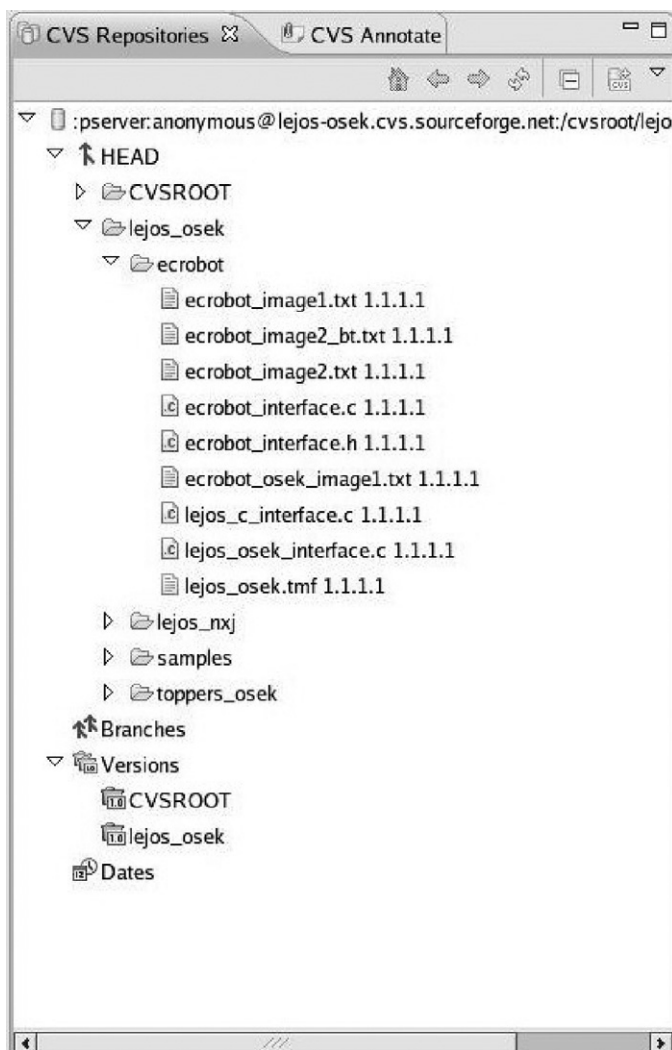 CVS Repositories CVS Annotate
:pserver:anonymous@lejos-osek.cvs.sourceforge.net:/cvsroot/lejo
HEAD
CVSROOT
lejos_osek
ecrobot
ecrobot_image1.txt 1.1.1.1
ecrobot_image2_bt.txt 1.1.1.1
ecrobot_image2.txt 1.1.1.1
ecrobot_interface.c 1.1.1.1
ecrobot_interface.h 1.1.1.1
ecrobot_osek_image1.txt 1.1.1.1
lejos_c_interface.c 1.1.1.1
lejos_osek_interface.c 1.1.1.1
lejos_osek.tmf 1.1.1.1
lejos_nxj
samples
toppers_osek
Branches
Versions
CVSROOT
lejos_osek
Dates